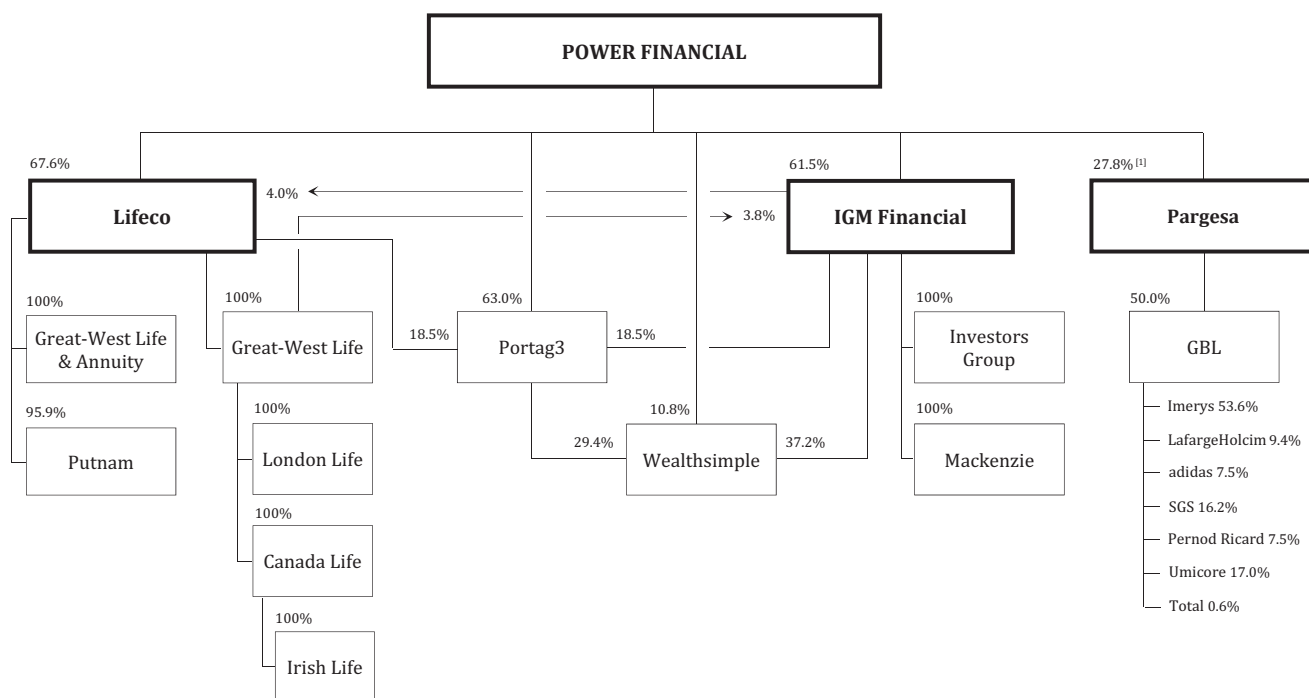 POWER FINANCIAL
67.6%
4.0%
61.5%
27.8% [1]
Lifeco
3.8%
IGM Financial
Pargesa
100%
Great-West Life
& Annuity
100%
Great-West Life
18.5%
63.0%
Portag3
18.5%
100%
Investors
Group
50.0%
GBL
95.9%
Putnam
100%
London Life
29.4%
10.8%
Wealthsimple
37.2%
100%
Mackenzie
Imerys 53.6%
LafargeHolcim 9.4%
adidas 7.5%
SGS 16.2%
Pernod Ricard 7.5%
Umicore 17.0%
Total 0.6%
100%
Canada Life
100%
Irish Life